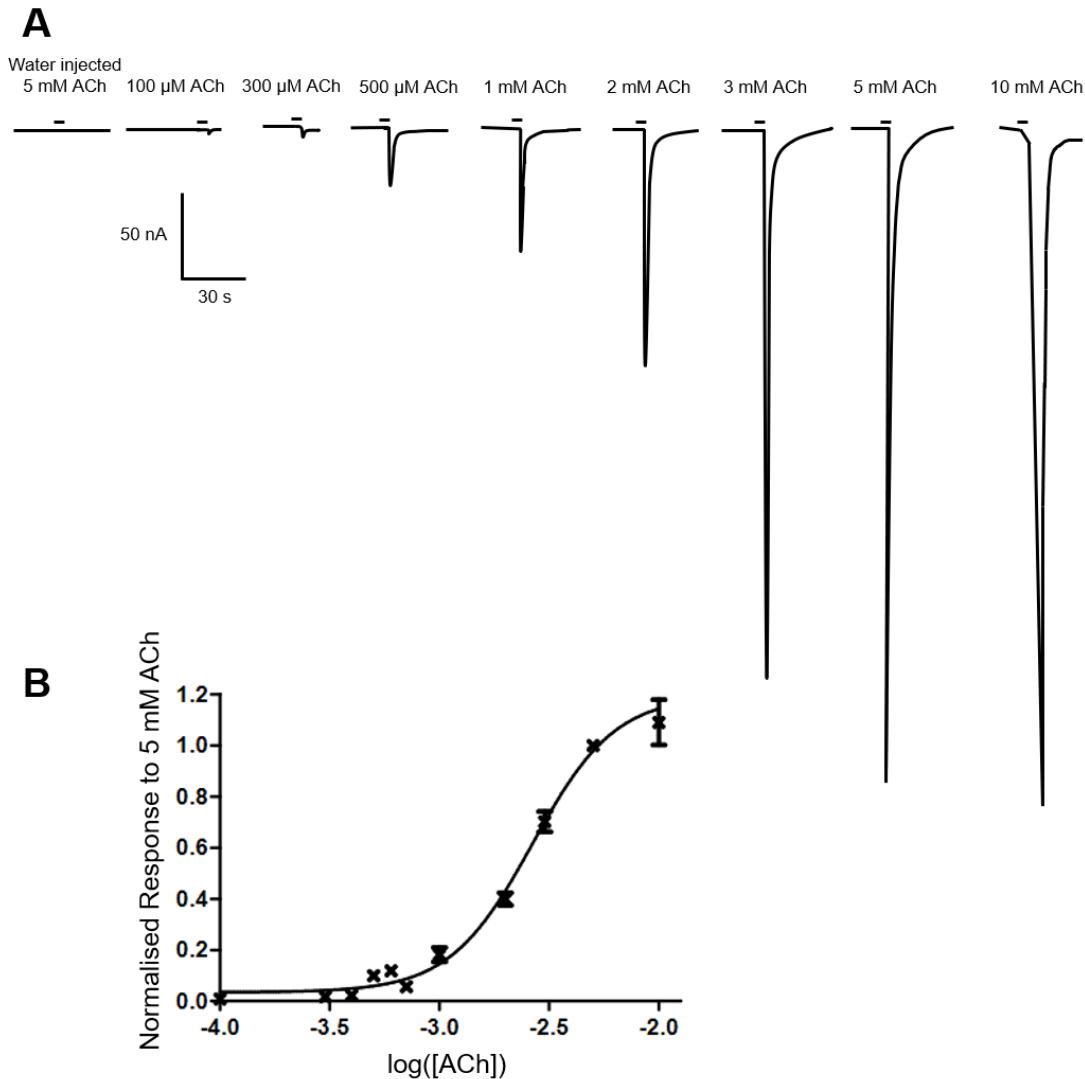 A
Water injected
5 mM ACh
100 µM ACh
300 µM ACh
500 µM ACh
1 mM ACh
2 mM ACh
3 mM ACh
5 mM ACh
10 mM ACh
50 nA
30 s
B
Normalised Response to 5 mM ACh
1.2
1.0
0.8
0.6
0.4
0.2
0.0
-4.0
-3.5
-3.0
-2.5
-2.0
log([ACh])